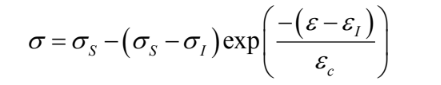 σ = σ_S − (σ_S − σ_I) exp( −(ε − ε_I) / ε_c )